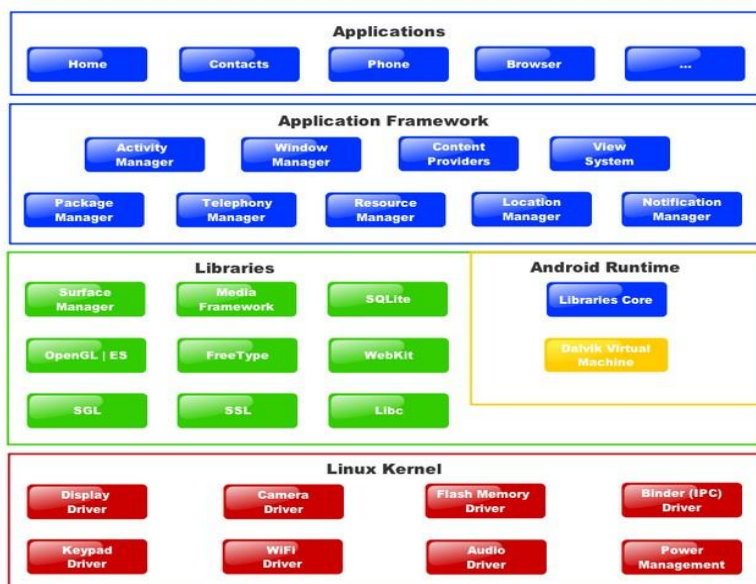 Applications
Home
Contacts
Phone
Browser
...
Application Framework
Activity
Manager
Window
Manager
Content
Providers
View
System
Package
Manager
Telephony
Manager
Resource
Manager
Location
Manager
Notification
Manager
Libraries
Surface
Manager
Media
Framework
SQLite
OpenGL | ES
FreeType
WebKit
SGL
SSL
Libc
Android Runtime
Libraries Core
Dalvik Virtual
Machine
Linux Kernel
Display
Driver
Camera
Driver
Flash Memory
Driver
Binder (IPC)
Driver
Keypad
Driver
WiFi
Driver
Audio
Driver
Power
Management